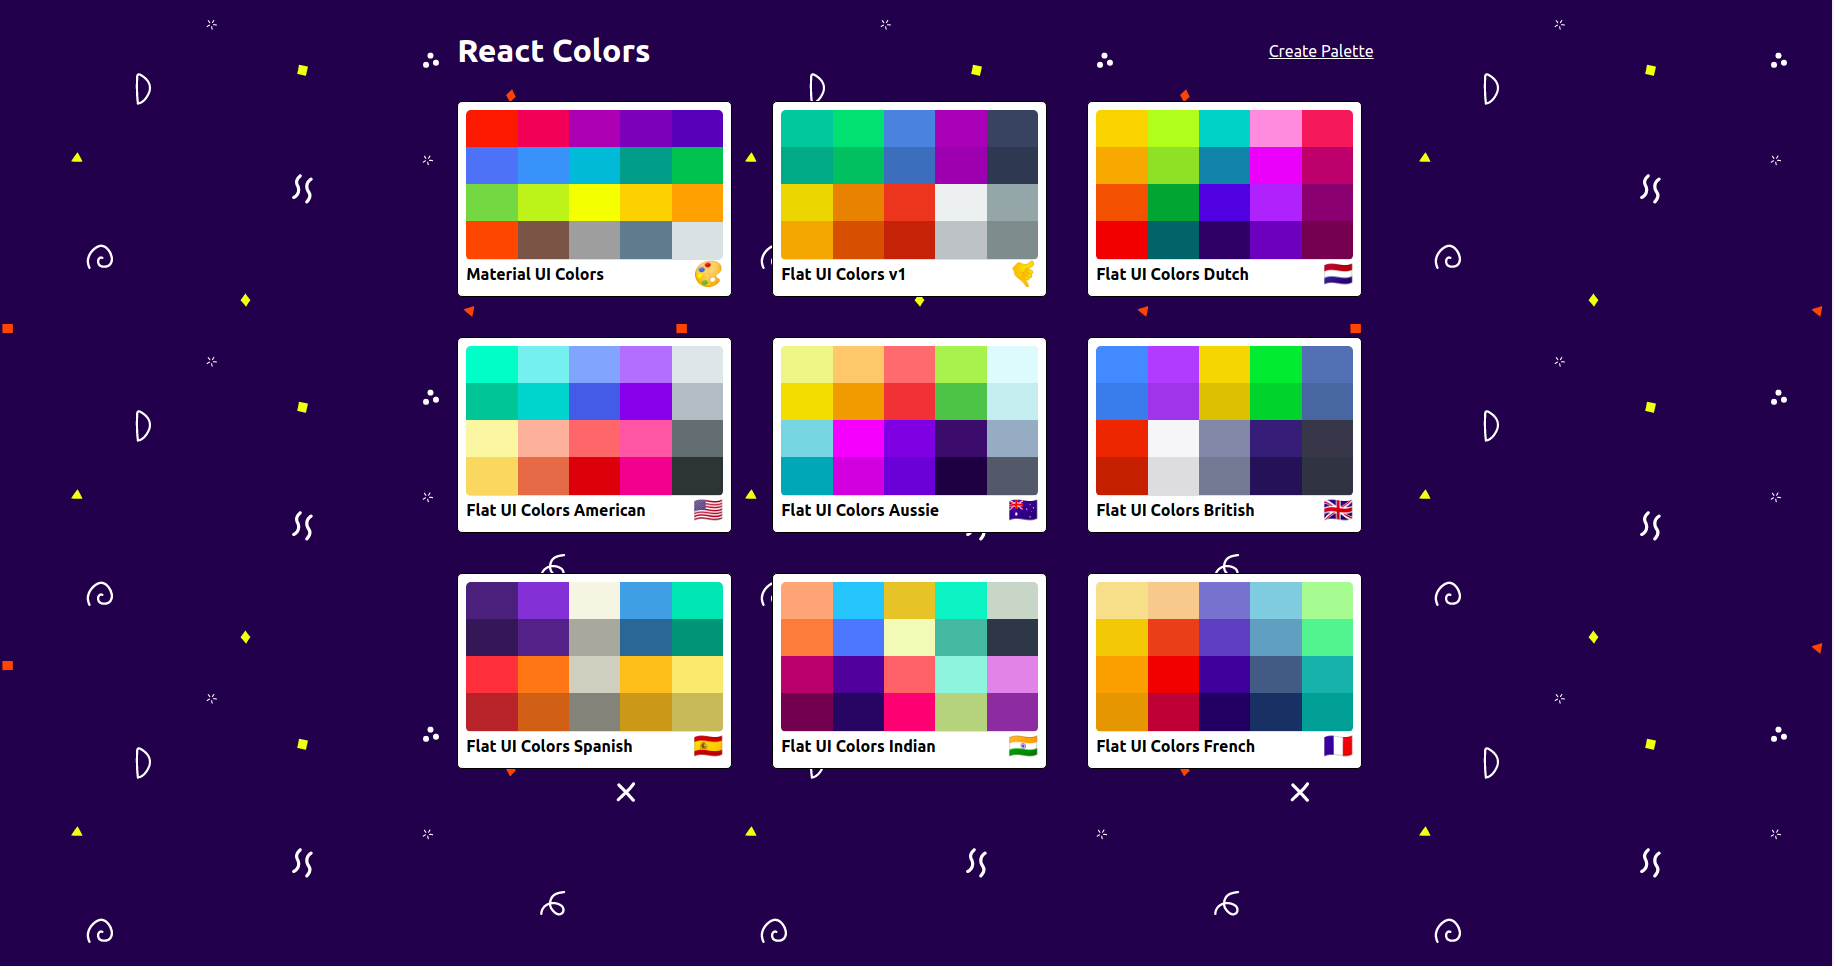 React Colors
Create Palette
Material UI Colors
Flat UI Colors v1
Flat UI Colors Dutch
Flat UI Colors American
Flat UI Colors Aussie
Flat UI Colors British
Flat UI Colors Spanish
Flat UI Colors Indian
Flat UI Colors French